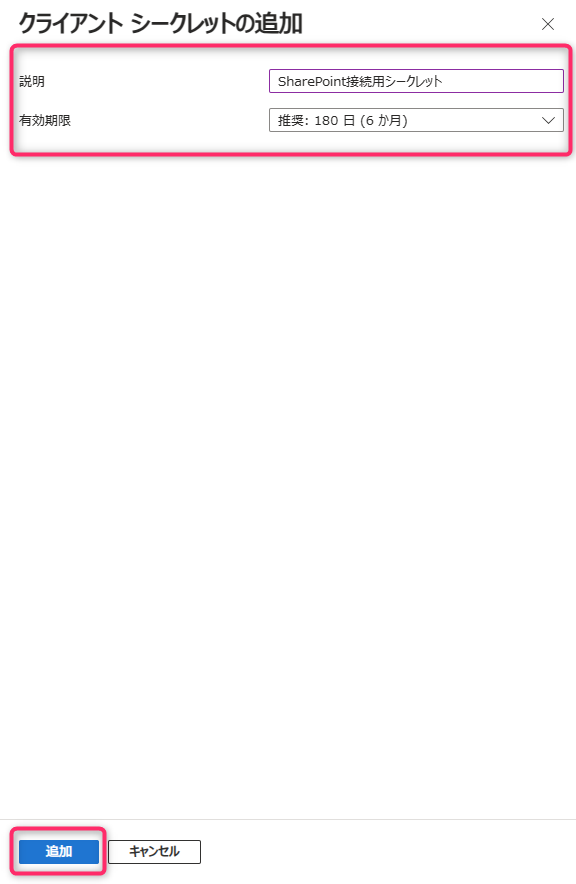 クライアント シークレットの追加
説明
SharePoint接続用シークレット
有効期限
推奨: 180 日 (6 か月)
追加
キャンセル